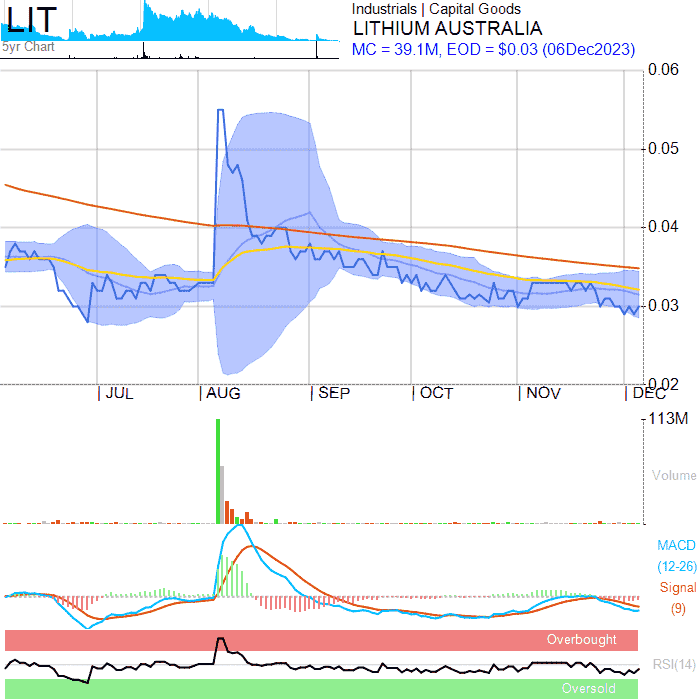 LIT
5yr Chart
Industrials | Capital Goods
LITHIUM AUSTRALIA
MC = 39.1M, EOD = $0.03 (06Dec2023)
0.06
0.05
0.04
0.03
0.02
JUL AUG SEP OCT NOV DEC
113M
Volume
MACD
(12-26)
Signal
(9)
Overbought
RSI(14)
Oversold